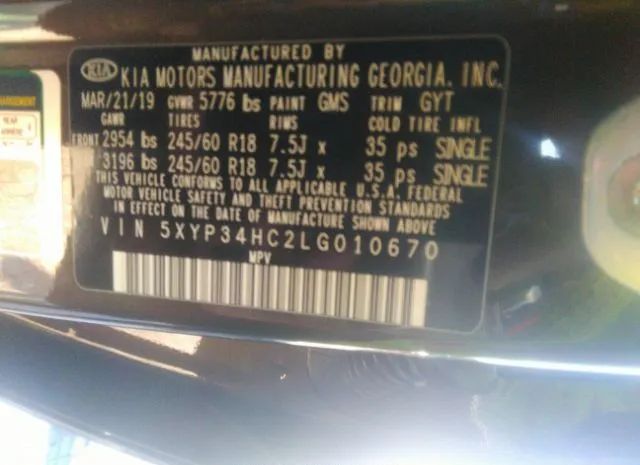 MANUFACTURED BY
KIA KIA MOTORS MANUFACTURING GEORGIA, INC.
MAR/21/19 GVWR 5776 lbs PAINT GMS TRIM GYT
GAWR TIRES RIMS COLD TIRE INFL
FRONT 2954 lbs 245/60 R18 7.5J x 35 psi SINGLE
3196 lbs 245/60 R18 7.5J x 35 psi SINGLE
THIS VEHICLE CONFORMS TO ALL APPLICABLE U.S.A. FEDERAL
MOTOR VEHICLE SAFETY AND THEFT PREVENTION STANDARDS
IN EFFECT ON THE DATE OF MANUFACTURE SHOWN ABOVE
VIN 5XYP34HC2LG010670
MPV
REAR